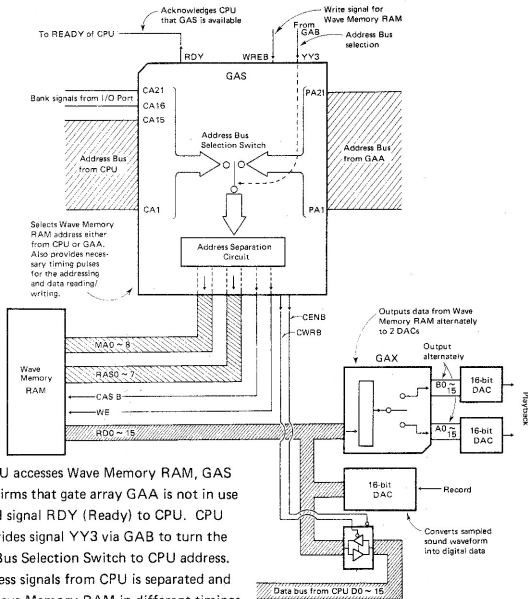 Acknowledges CPU
that GAS is available
Write signal for
Wave Memory RAM
From
GAB
Address Bus
selection
To READY of CPU
RDY
WREB
YY3
GAS
CA21
PA21
Bank signals from I/O Port
CA16
CA15
Address Bus
Selection Switch
Address Bus
from CPU
Address Bus
from GAA
CA1
PA1
Selects Wave Memory
RAM address either
from CPU or GAA.
Also provides neces-
sary timing pulses
for the addressing
and data reading/
writing.
Address Separation
Circuit
CENB
CWRB
Outputs data from Wave
Memory RAM alternately
to 2 DACs
Output
alternately
GAX
Wave
Memory
RAM
MA0 ~ 8
RAS0 ~ 7
CAS B
WE
RD0 ~ 15
B0 ~
15
16-bit
DAC
A0 ~
15
16-bit
DAC
Playback
16-bit
DAC
Record
Converts sampled
sound waveform
into digital data
U accesses Wave Memory RAM, GAS
irms that gate array GAA is not in use
signal RDY (Ready) to CPU. CPU
ides signal YY3 via GAB to turn the
Bus Selection Switch to CPU address.
ess signals from CPU is separated and
Wave Memory RAM in different timings
Data bus from CPU D0 ~ 15